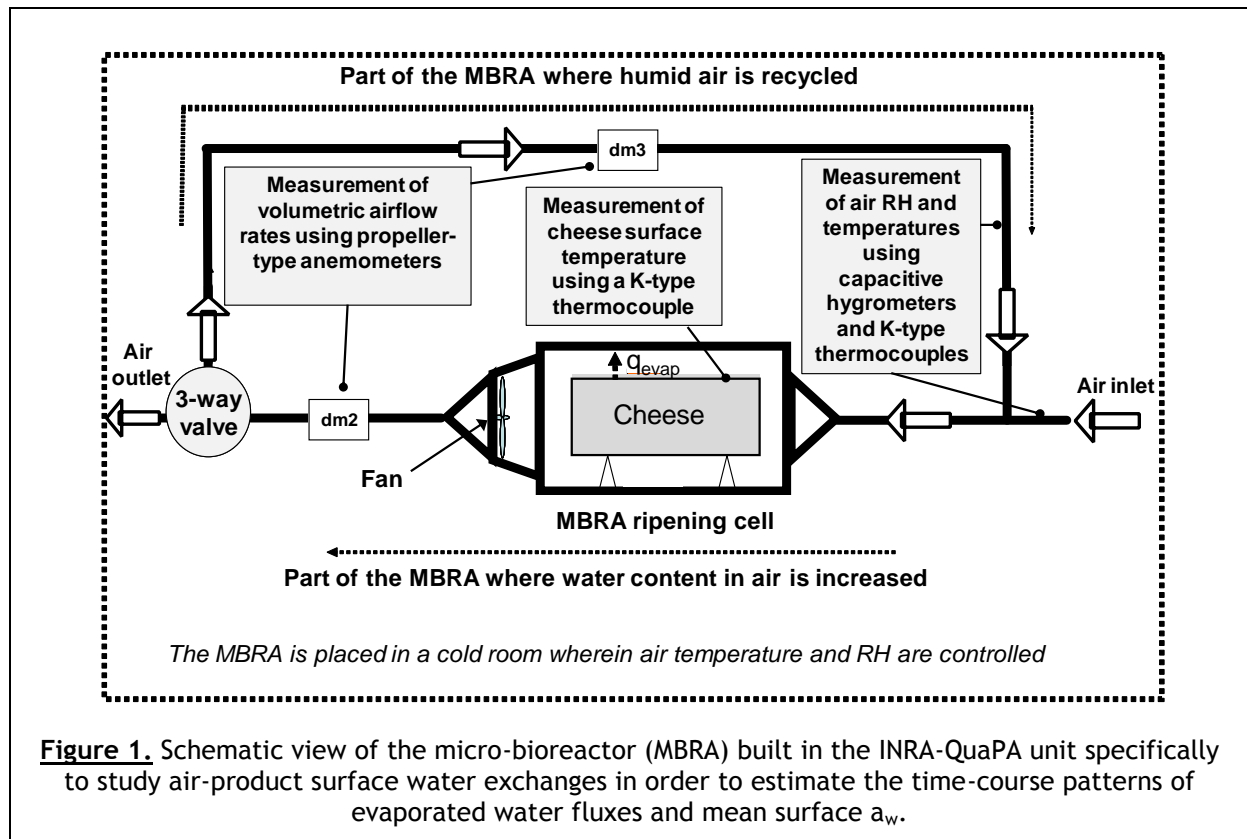 Part of the MBRA where humid air is recycled
dm3
Measurement of
volumetric airflow
rates using propeller-
type anemometers
Measurement of
cheese surface
temperature
using a K-type
thermocouple
Measurement
of air RH and
temperatures
using
capacitive
hygrometers
and K-type
thermocouples
Air
outlet
3-way
valve
dm2
Fan
qevap
Cheese
Air inlet
MBRA ripening cell
Part of the MBRA where water content in air is increased
The MBRA is placed in a cold room wherein air temperature and RH are controlled
Figure 1. Schematic view of the micro-bioreactor (MBRA) built in the INRA-QuaPA unit specifically
to study air-product surface water exchanges in order to estimate the time-course patterns of
evaporated water fluxes and mean surface aw.